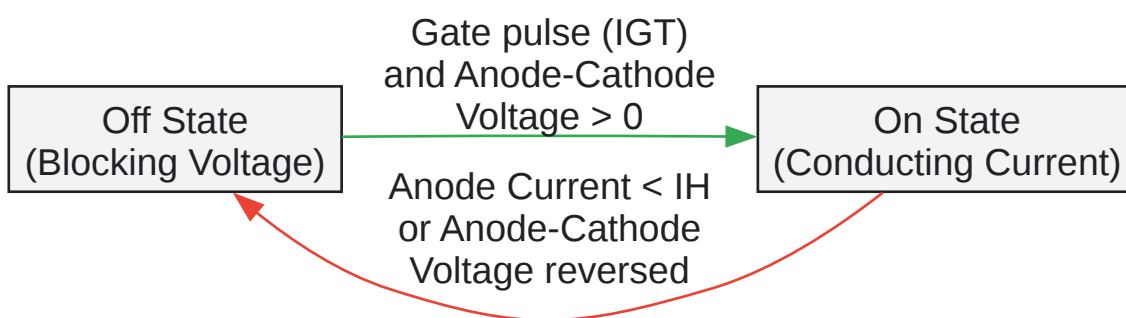 Gate pulse (IGT)
and Anode-Cathode
Voltage > 0
Off State
(Blocking Voltage)
On State
(Conducting Current)
Anode Current < IH
or Anode-Cathode
Voltage reversed